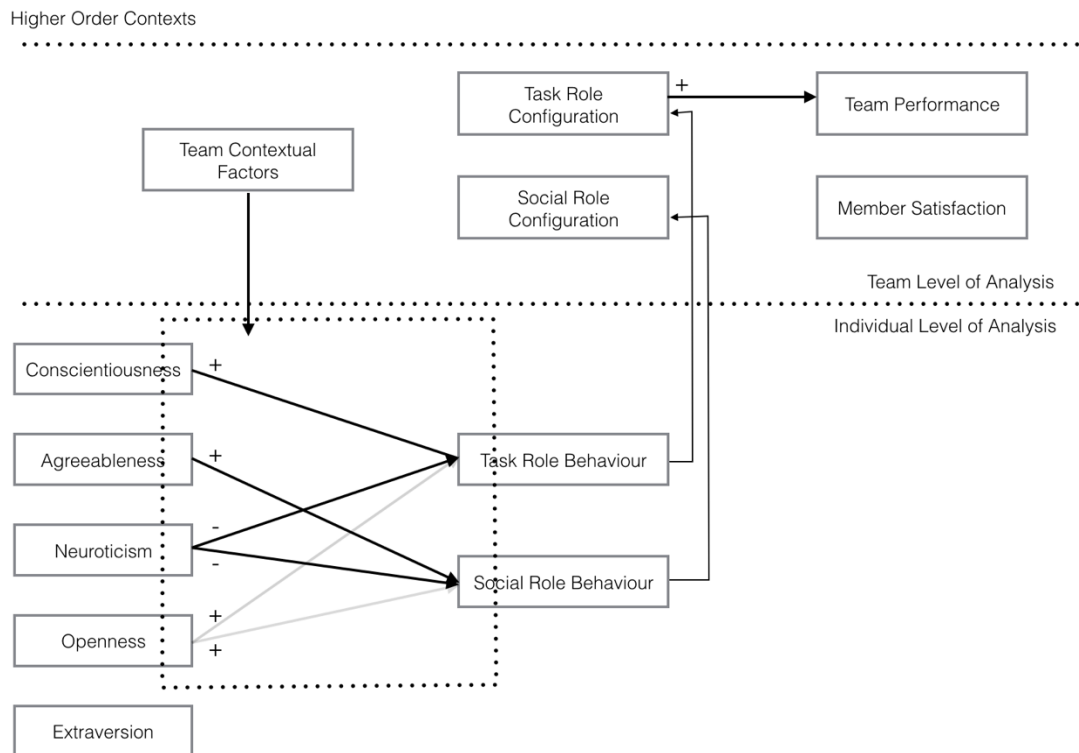 Higher Order Contexts
Task Role
Configuration
+
Team Performance
Team Contextual
Factors
Social Role
Configuration
Member Satisfaction
Team Level of Analysis
Individual Level of Analysis
Conscientiousness
+
Agreeableness
+
Task Role Behaviour
Neuroticism
-
-
Social Role Behaviour
Openness
+
+
Extraversion